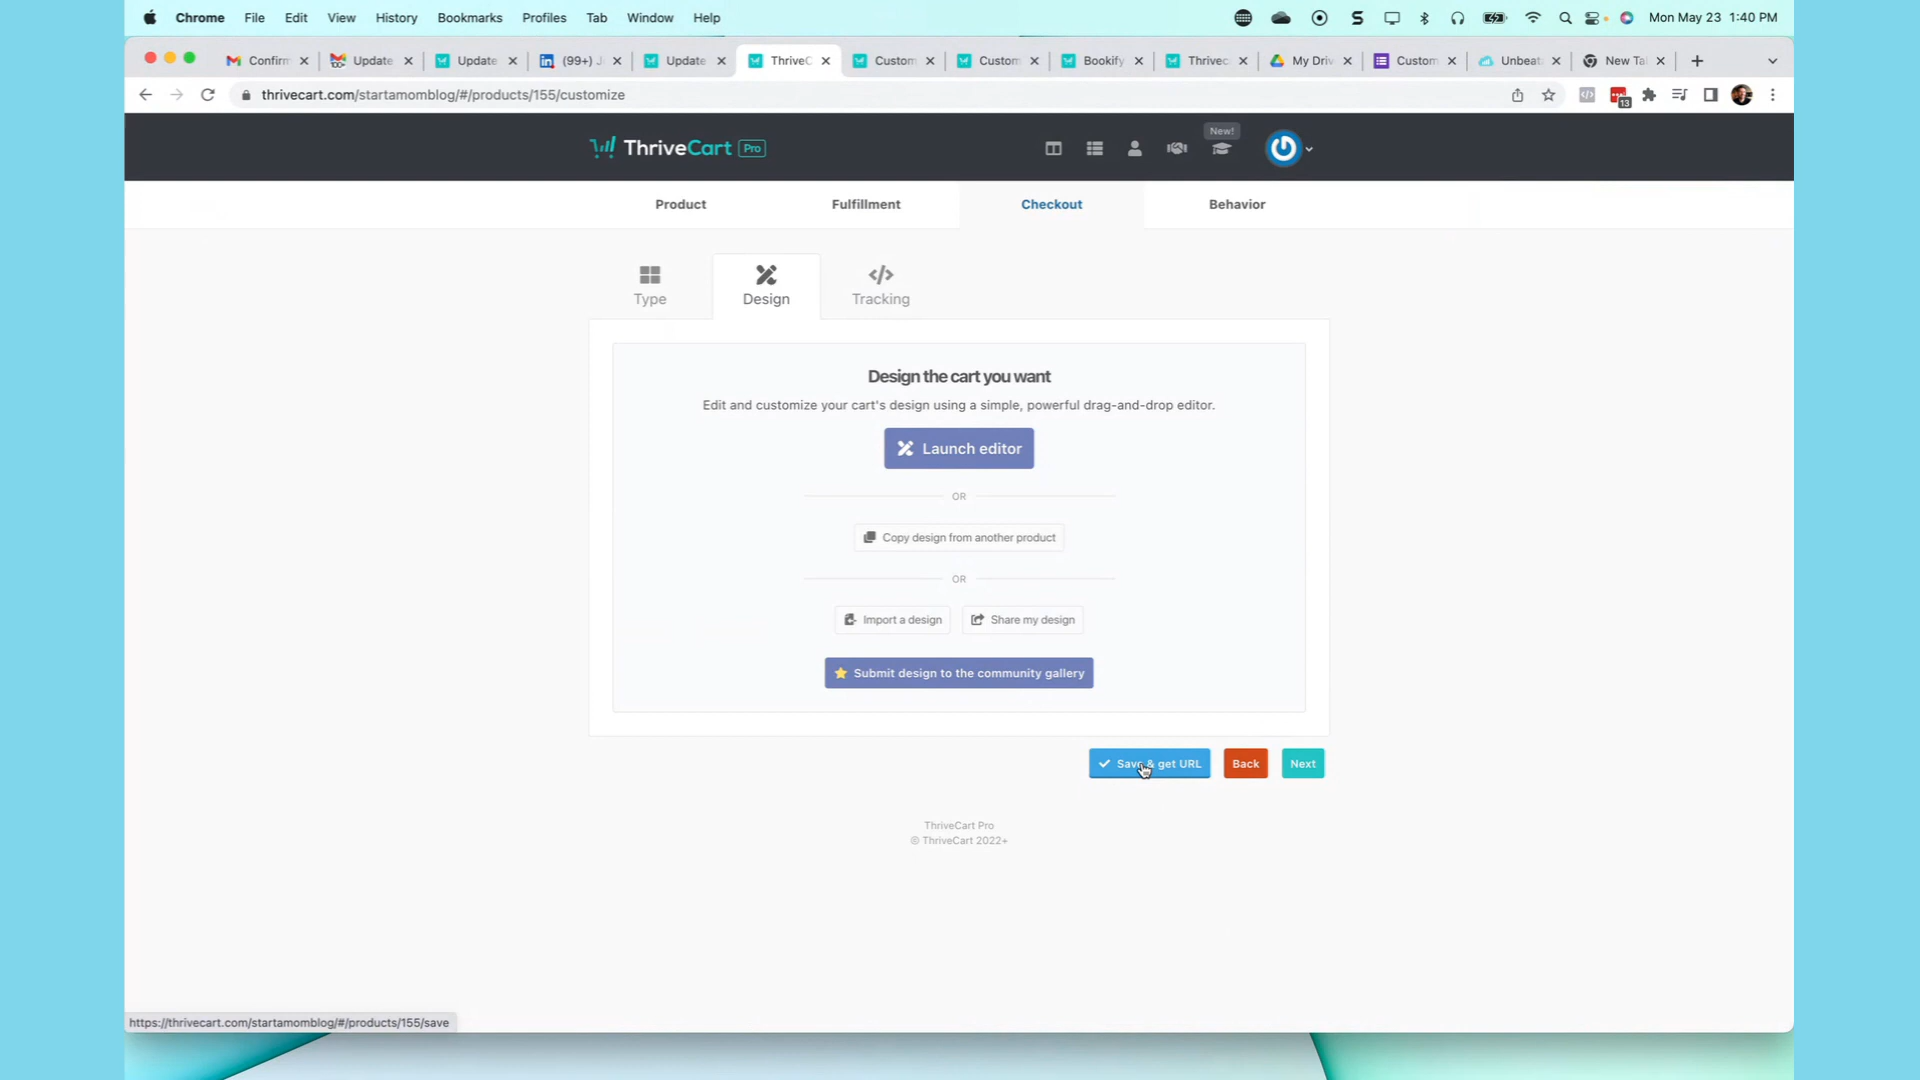 Chrome File Edit View History Bookmarks Profiles Tab Window Help Mon May 23 1:40 PM
Confirm Update Update (99+) Update ThriveC Custom Custom Bookify Thrivec My Driv Custom Unbeat New Ta
thrivecart.com/startamomblog/#/products/155/customize 13
ThriveCart Pro New!
Product Fulfillment Checkout Behavior
Type Design Tracking
Design the cart you want
Edit and customize your cart's design using a simple, powerful drag-and-drop editor.
Launch editor
OR
Copy design from another product
OR
Import a design Share my design
Submit design to the community gallery
Save & get URL Back Next
ThriveCart Pro
© ThriveCart 2022+
https://thrivecart.com/startamomblog/#/products/155/save